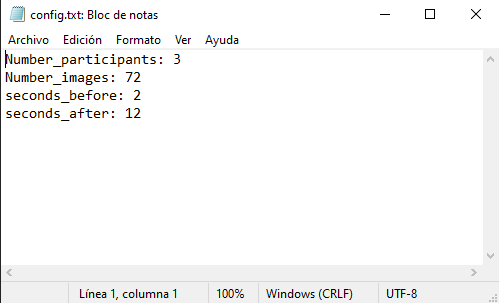 config.txt: Bloc de notas
Archivo Edición Formato Ver Ayuda
Number_participants: 3
Number_images: 72
seconds_before: 2
seconds_after: 12
Línea 1, columna 1 100% Windows (CRLF) UTF-8